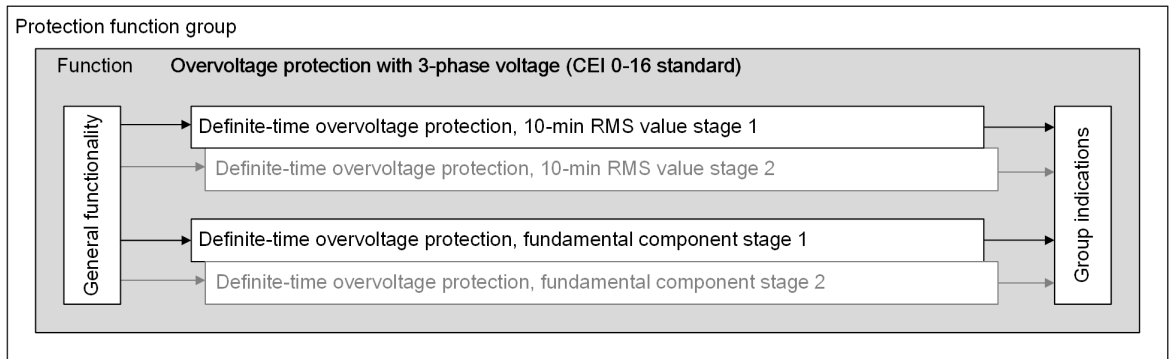 Protection function group
Function Overvoltage protection with 3-phase voltage (CEI 0-16 standard)
General functionality
Definite-time overvoltage protection, 10-min RMS value stage 1
Definite-time overvoltage protection, 10-min RMS value stage 2
Definite-time overvoltage protection, fundamental component stage 1
Definite-time overvoltage protection, fundamental component stage 2
Group indications